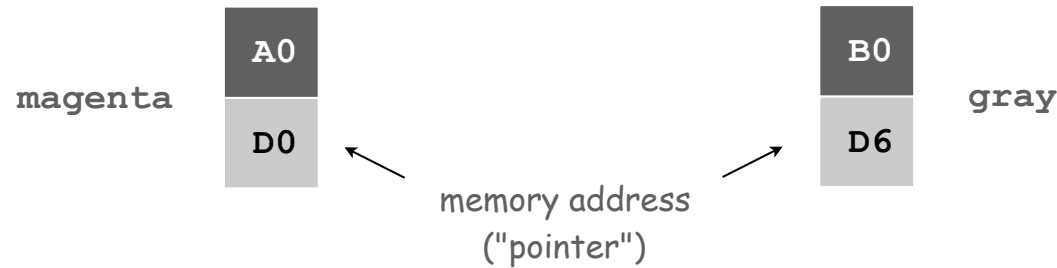 A0
magenta
D0
B0
gray
D6
memory address
("pointer")